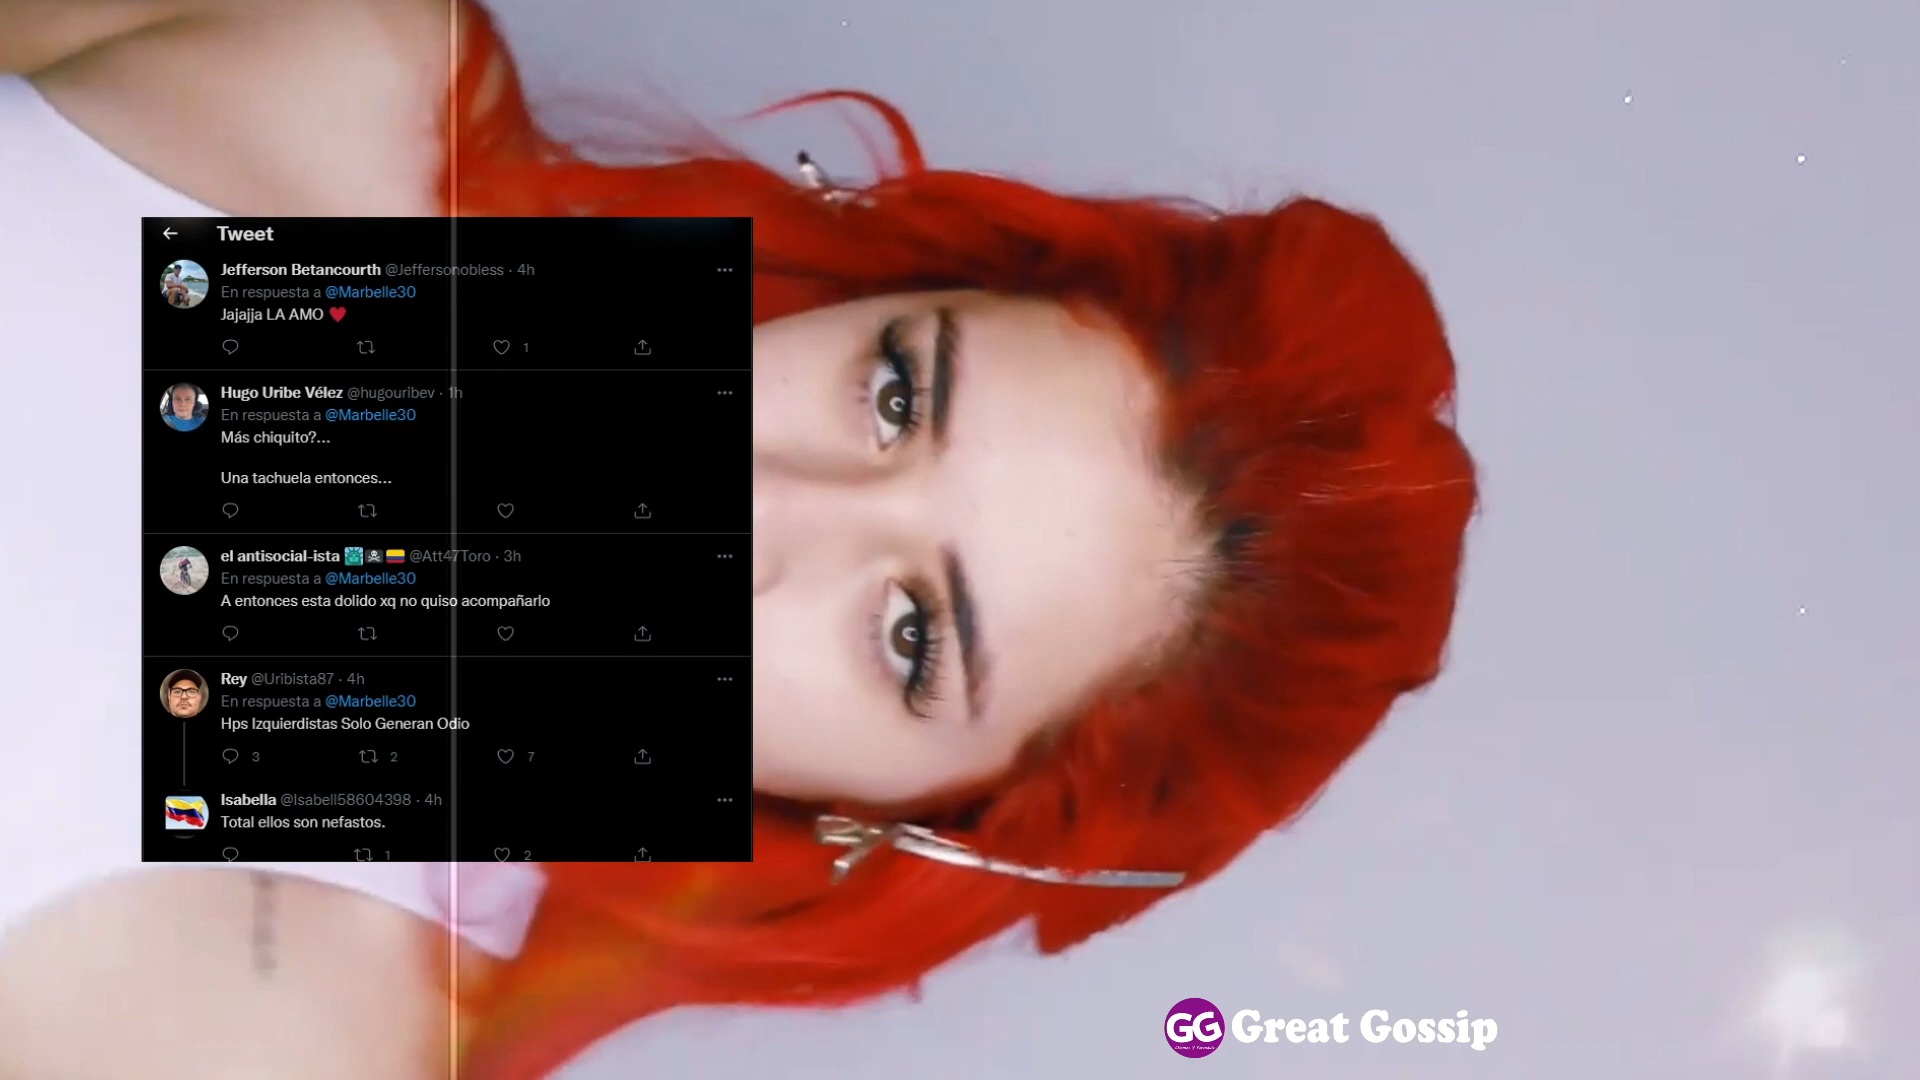 Tweet
Jefferson Betancourth @Jeffersonobless · 4h
En respuesta a @Marbelle30
Jajajja LA AMO ❤️
1
Hugo Uribe Vélez @hugouribev · 1h
En respuesta a @Marbelle30
Más chiquito?...
Una tachuela entonces...
el antisocial-ista @Att47Toro · 3h
En respuesta a @Marbelle30
A entonces esta dolido xq no quiso acompañarlo
Rey @Uribista87 · 4h
En respuesta a @Marbelle30
Hps Izquierdistas Solo Generan Odio
3 2 7
Isabella @Isabell58604398 · 4h
Total ellos son nefastos.
1 2
GG Great Gossip